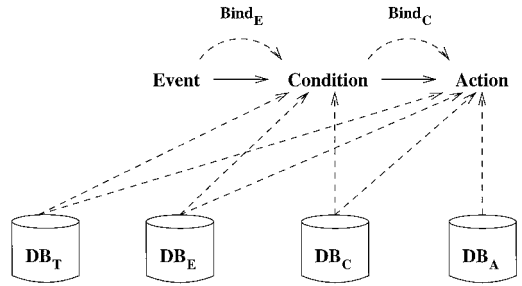 Bind_E Bind_C
Event Condition Action
DB_T DB_E DB_C DB_A